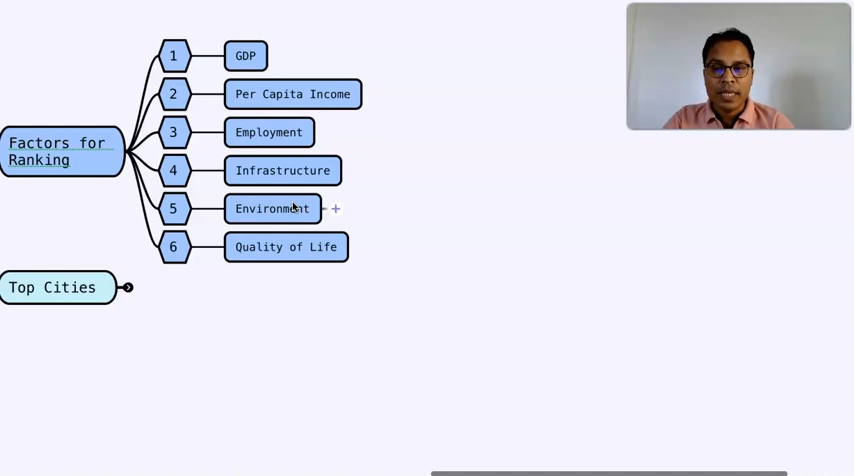 Factors for
Ranking
1
GDP
2
Per Capita Income
3
Employment
4
Infrastructure
5
Environment
6
Quality of Life
Top Cities